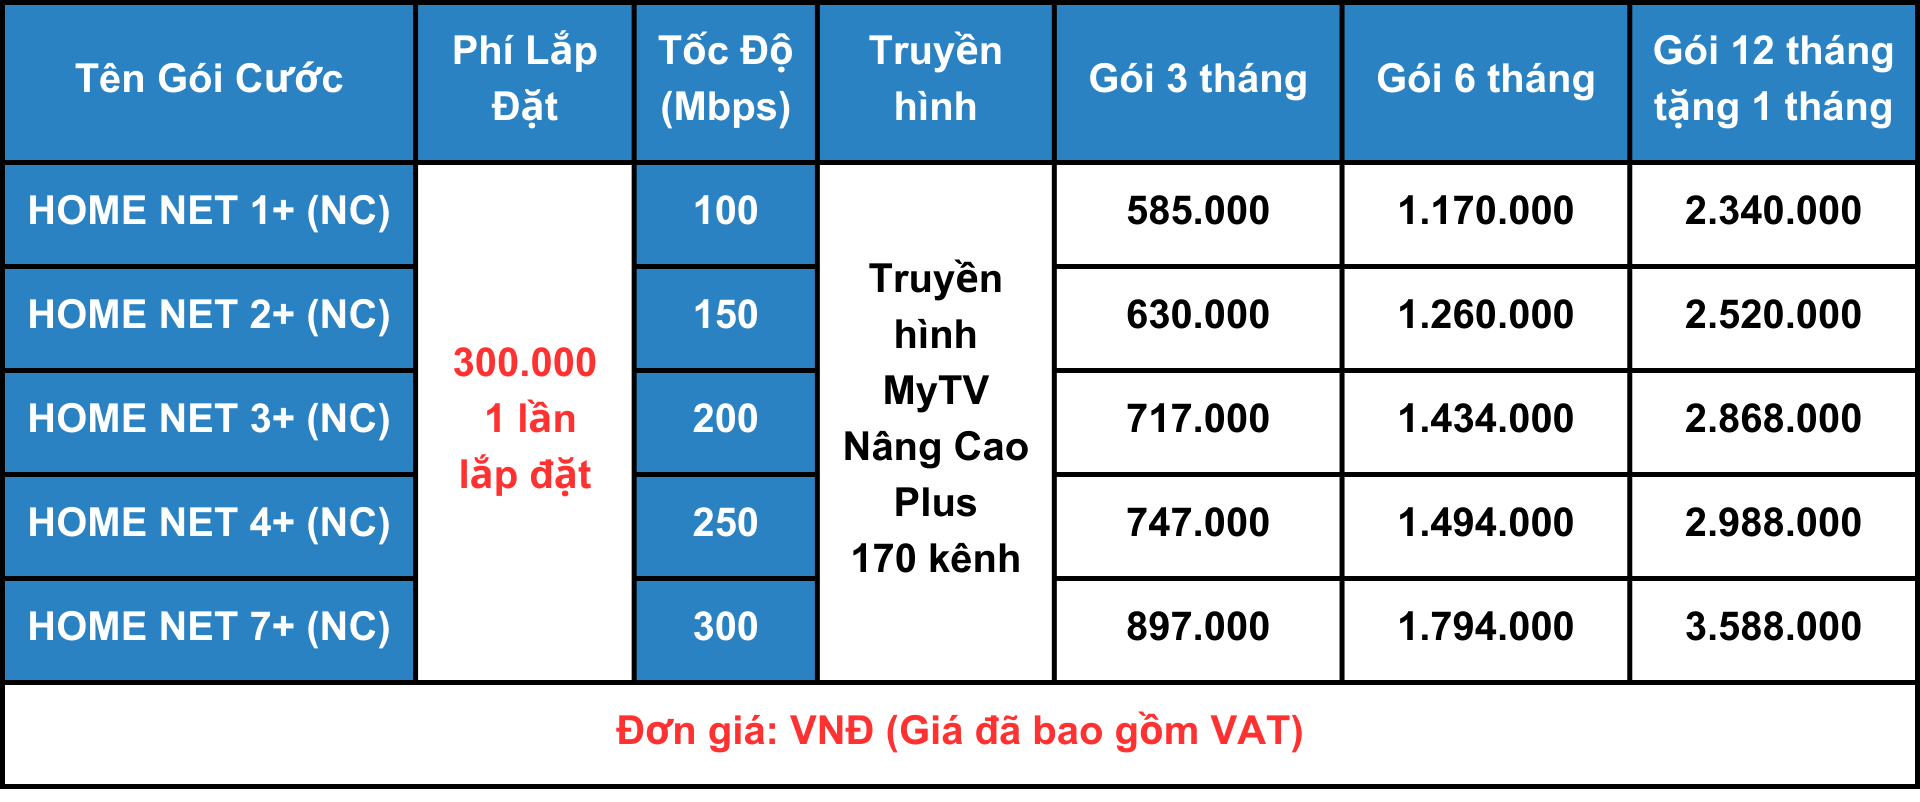 Tên Gói Cước
Phí Lắp
Đặt
Tốc Độ
(Mbps)
Truyền
hình
Gói 3 tháng
Gói 6 tháng
Gói 12 tháng
tặng 1 tháng
HOME NET 1+ (NC)
300.000
1 lần
lắp đặt
100
Truyền
hình
MyTV
Nâng Cao
Plus
170 kênh
585.000
1.170.000
2.340.000
HOME NET 2+ (NC)
150
630.000
1.260.000
2.520.000
HOME NET 3+ (NC)
200
717.000
1.434.000
2.868.000
HOME NET 4+ (NC)
250
747.000
1.494.000
2.988.000
HOME NET 7+ (NC)
300
897.000
1.794.000
3.588.000
Đơn giá: VNĐ (Giá đã bao gồm VAT)